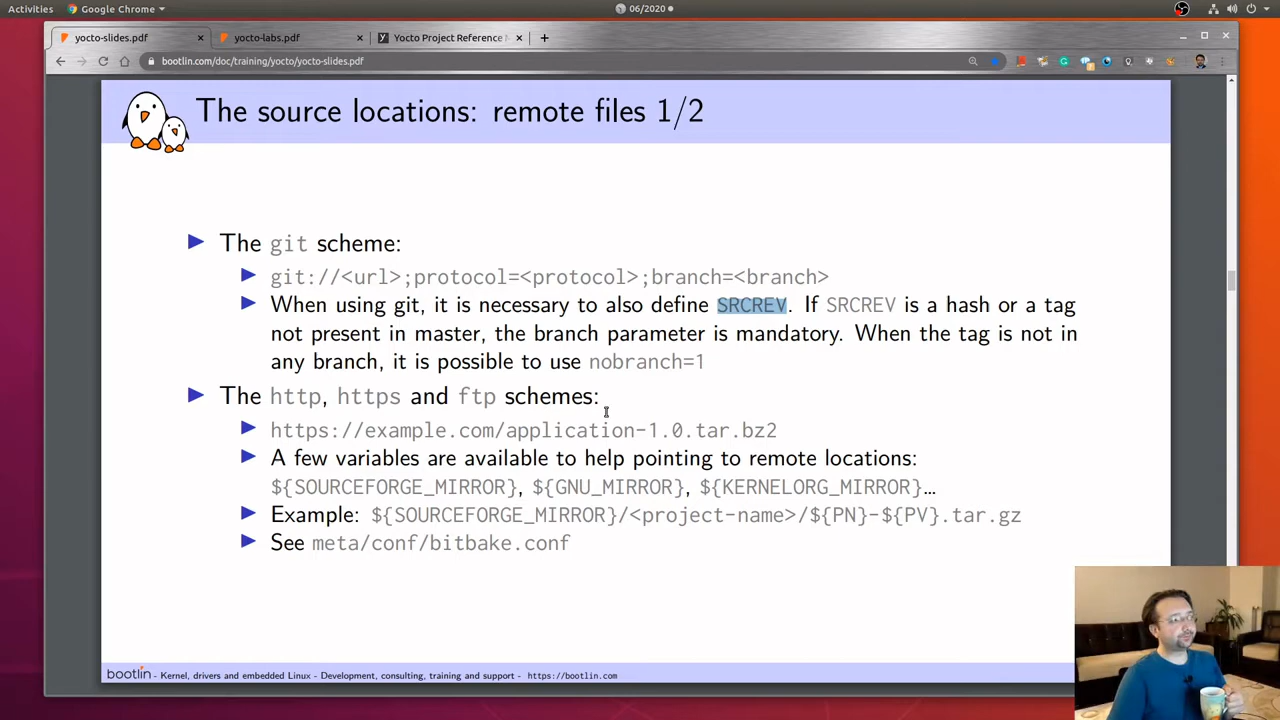 Activities
Google Chrome
06/2020
yocto-slides.pdf
yocto-labs.pdf
Yocto Project Reference
bootlin.com/doc/training/yocto/yocto-slides.pdf
The source locations: remote files 1/2
The git scheme:
git://<url>;protocol=<protocol>;branch=<branch>
When using git, it is necessary to also define SRCREV. If SRCREV is a hash or a tag
not present in master, the branch parameter is mandatory. When the tag is not in
any branch, it is possible to use nobranch=1
The http, https and ftp schemes:
https://example.com/application-1.0.tar.bz2
A few variables are available to help pointing to remote locations:
${SOURCEFORGE_MIRROR}, ${GNU_MIRROR}, ${KERNELORG_MIRROR}…
Example: ${SOURCEFORGE_MIRROR}/<project-name>/${PN}-${PV}.tar.gz
See meta/conf/bitbake.conf
bootlin - Kernel, drivers and embedded Linux - Development, consulting, training and support - https://bootlin.com